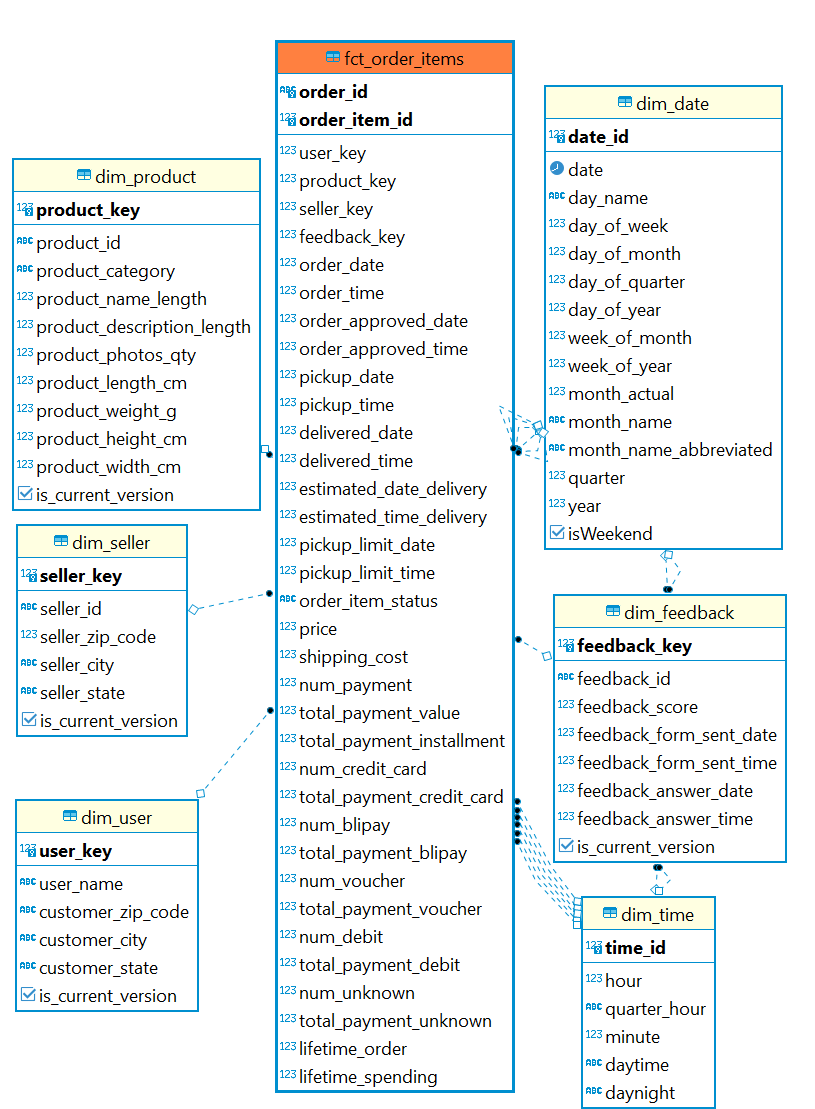 fct_order_items
order_id
order_item_id
user_key
product_key
seller_key
feedback_key
order_date
order_time
order_approved_date
order_approved_time
pickup_date
pickup_time
delivered_date
delivered_time
estimated_date_delivery
estimated_time_delivery
pickup_limit_date
pickup_limit_time
order_item_status
price
shipping_cost
num_payment
total_payment_value
total_payment_installment
num_credit_card
total_payment_credit_card
num_blipay
total_payment_blipay
num_voucher
total_payment_voucher
num_debit
total_payment_debit
num_unknown
total_payment_unknown
lifetime_order
lifetime_spending
dim_product
product_key
product_id
product_category
product_name_length
product_description_length
product_photos_qty
product_length_cm
product_weight_g
product_height_cm
product_width_cm
is_current_version
dim_seller
seller_key
seller_id
seller_zip_code
seller_city
seller_state
is_current_version
dim_user
user_key
user_name
customer_zip_code
customer_city
customer_state
is_current_version
dim_date
date_id
date
day_name
day_of_week
day_of_month
day_of_quarter
day_of_year
week_of_month
week_of_year
month_actual
month_name
month_name_abbreviated
quarter
year
isWeekend
dim_feedback
feedback_key
feedback_id
feedback_score
feedback_form_sent_date
feedback_form_sent_time
feedback_answer_date
feedback_answer_time
is_current_version
dim_time
time_id
hour
quarter_hour
minute
daytime
daynight